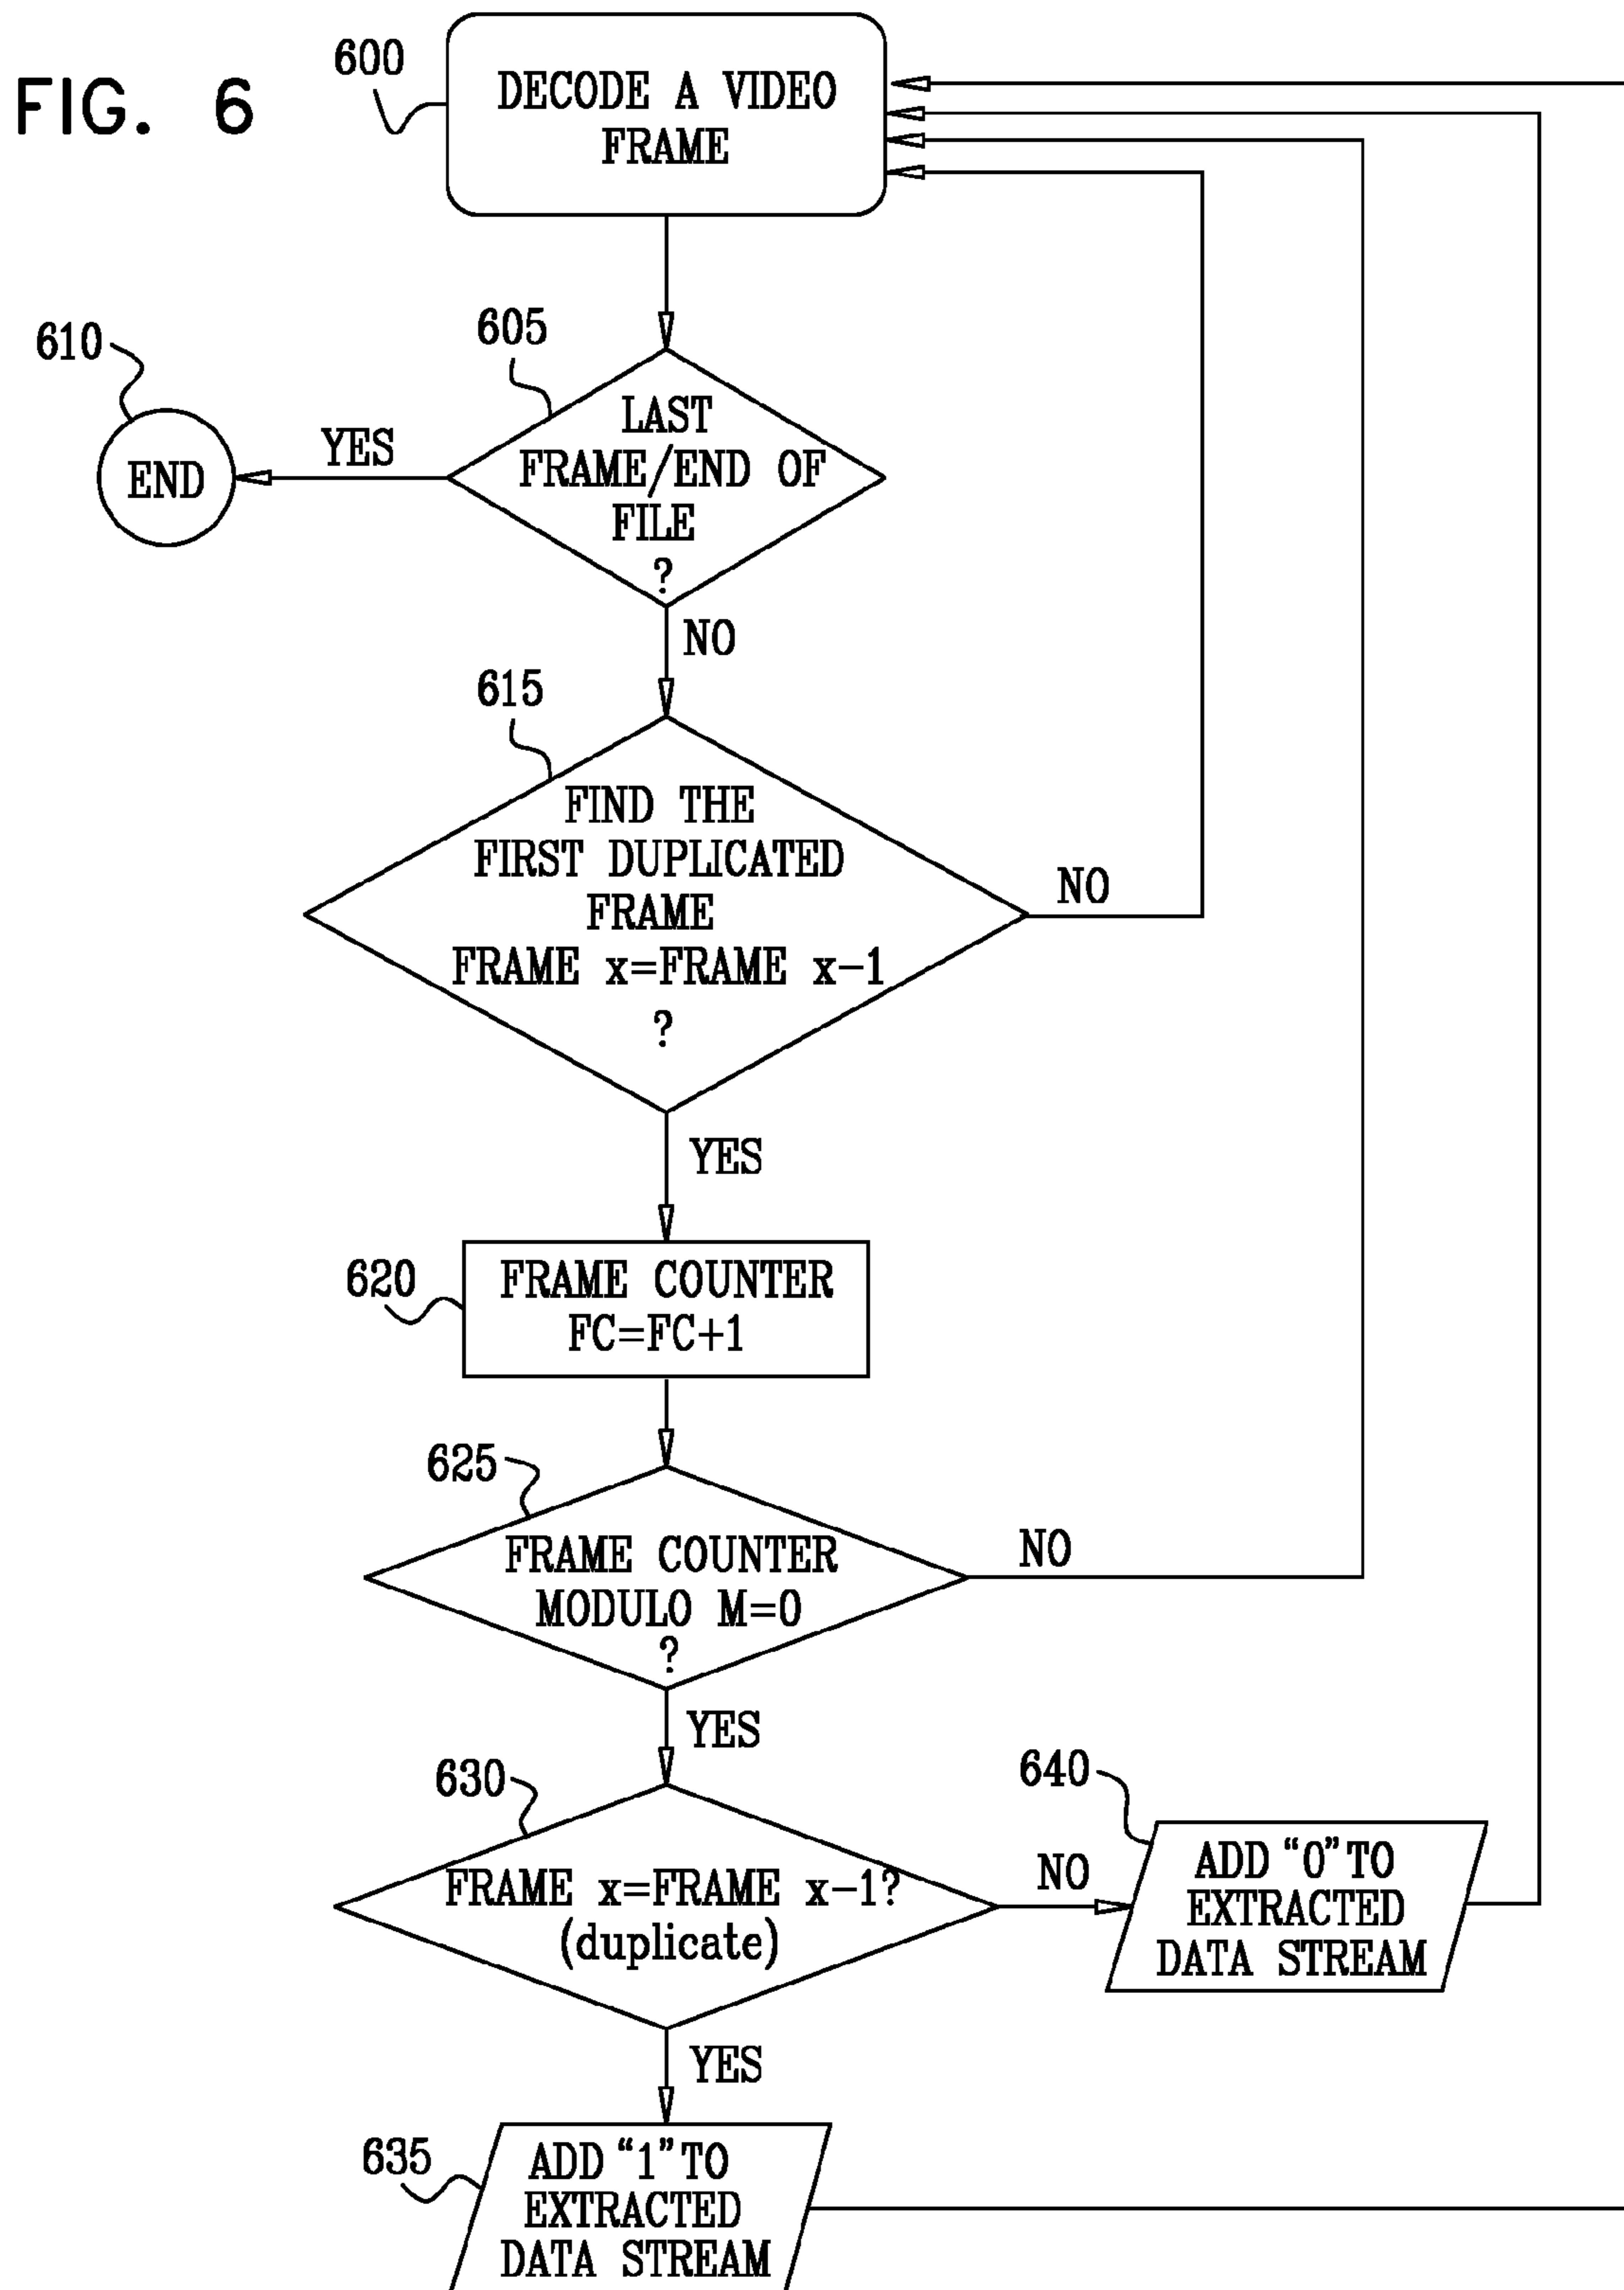 FIG. 6
600
DECODE A VIDEO
FRAME
605
610
LAST
FRAME/END OF
FILE
?
YES
END
NO
615
FIND THE
FIRST DUPLICATED
FRAME
FRAME x=FRAME x-1
?
NO
YES
620
FRAME COUNTER
FC=FC+1
625
FRAME COUNTER
MODULO M=0
?
NO
YES
630
FRAME x=FRAME x-1?
(duplicate)
NO
640
ADD "0" TO
EXTRACTED
DATA STREAM
YES
635
ADD "1" TO
EXTRACTED
DATA STREAM